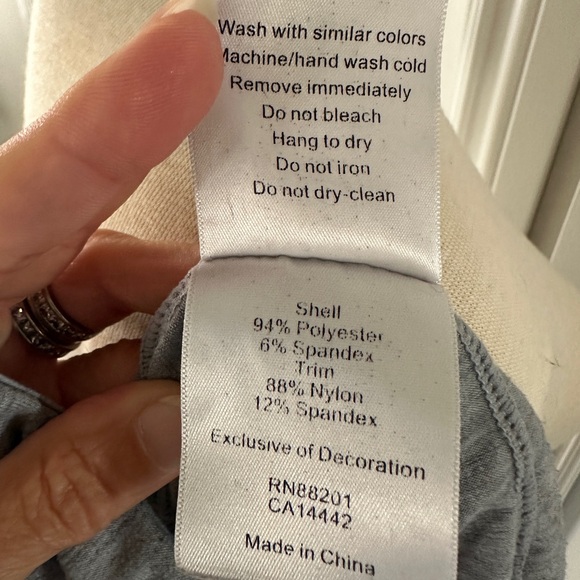 Wash with similar colors
Machine/hand wash cold
Remove immediately
Do not bleach
Hang to dry
Do not iron
Do not dry-clean
Shell
94% Polyester
6% Spandex
Trim
88% Nylon
12% Spandex
Exclusive of Decoration
RN88201
CA14442
Made in China